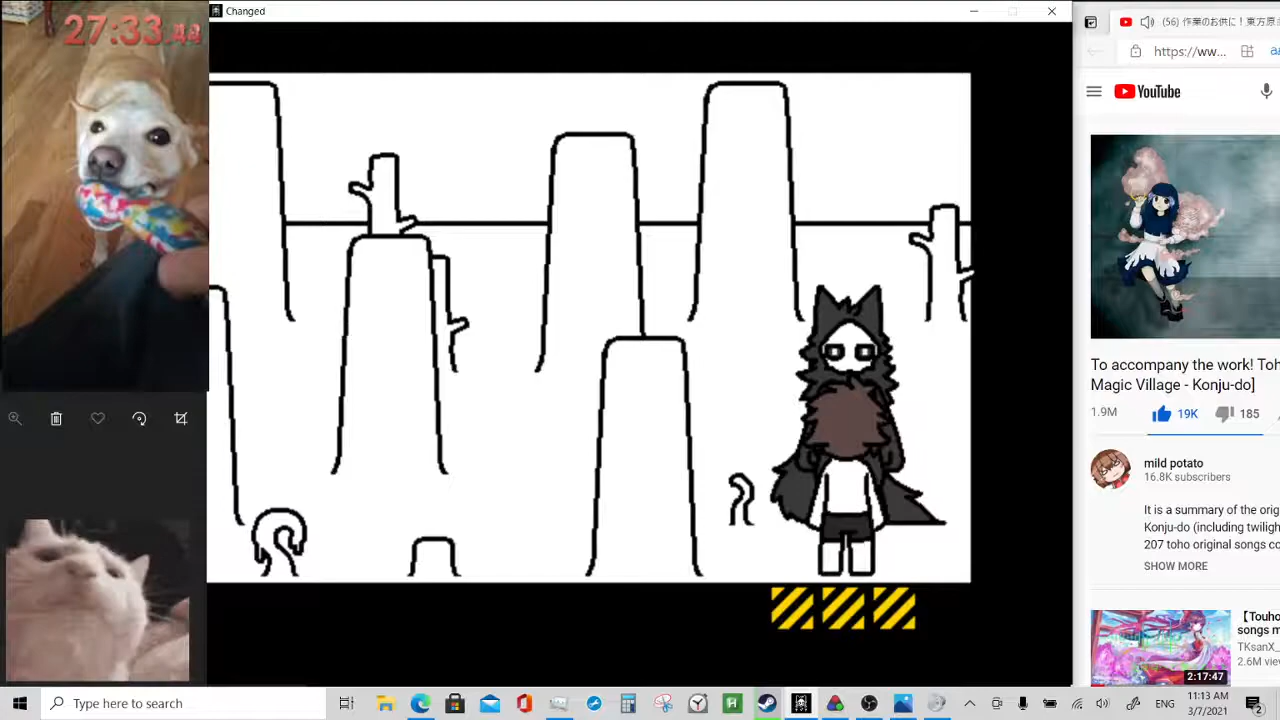 27:33.48
Changed
(56) 作業のお供に！東方原
https://ww...
YouTube
To accompany the work! Toh
Magic Village - Konju-do]
1.9M
19K
185
mild potato
16.8K subscribers
It is a summary of the orig
Konju-do (including twiligh
207 toho original songs co
SHOW MORE
【Touho
songs m
TKsanX_
2.6M view
2:17:47
Type here to search
ENG
11:13 AM
3/7/2021
2